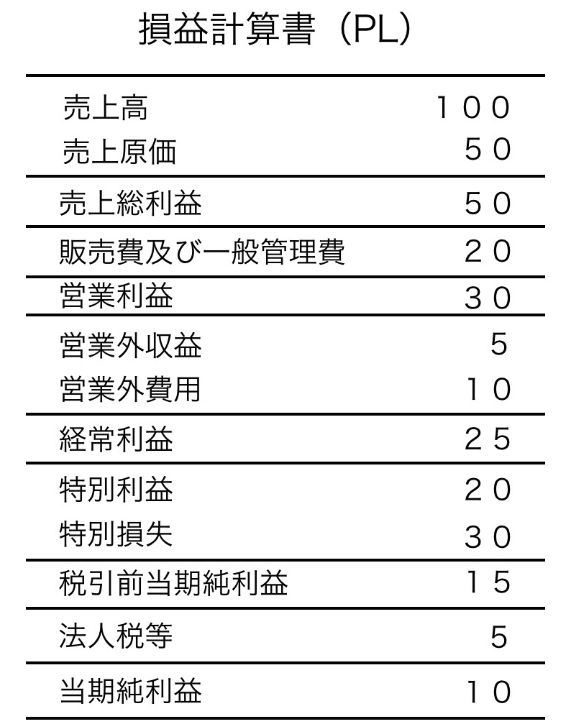 損益計算書（PL）
売上高 １００
売上原価 ５０
売上総利益 ５０
販売費及び一般管理費 ２０
営業利益 ３０
営業外収益 ５
営業外費用 １０
経常利益 ２５
特別利益 ２０
特別損失 ３０
税引前当期純利益 １５
法人税等 ５
当期純利益 １０